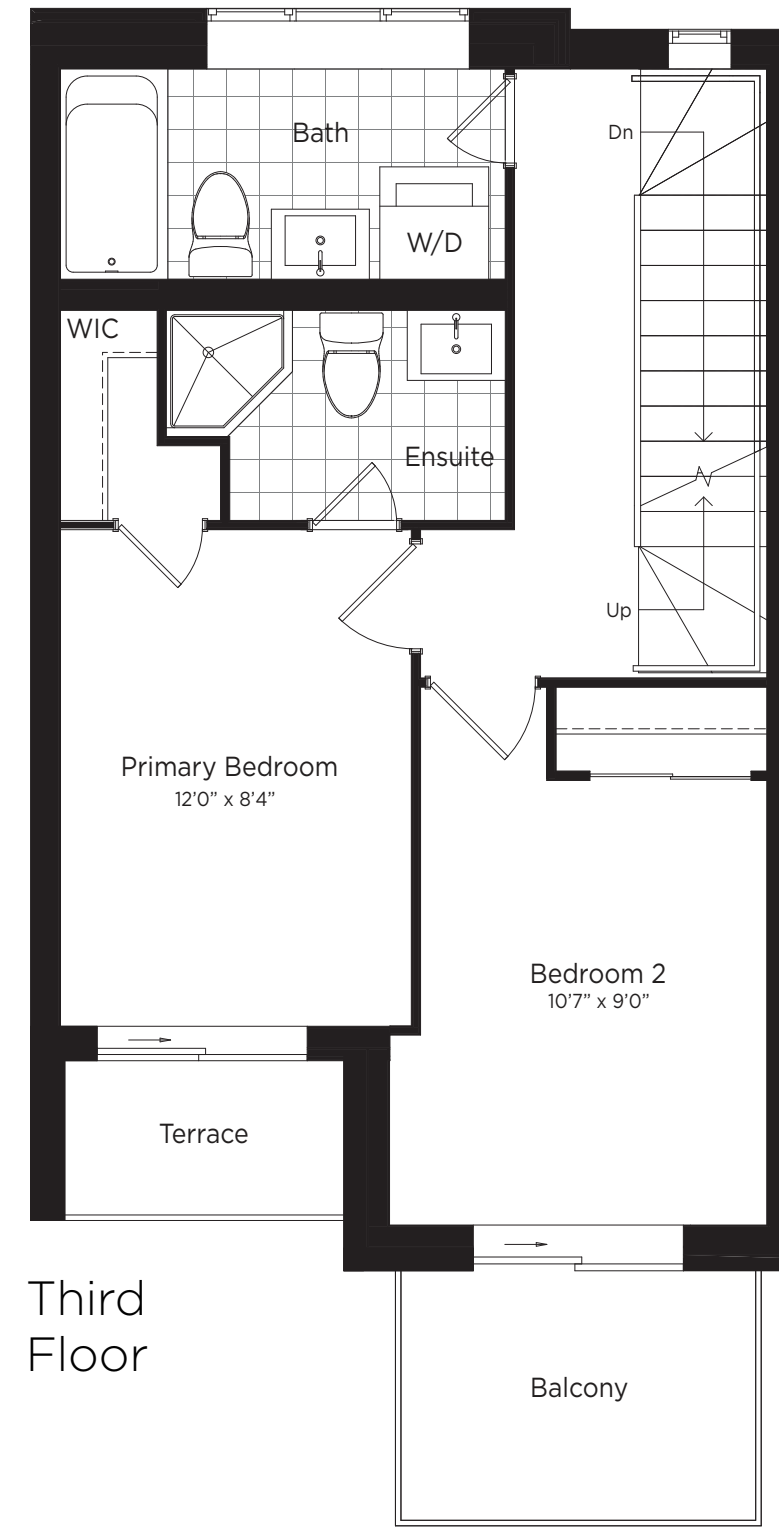 Bath
Dn
W/D
WIC
Ensuite
Up
Primary Bedroom
12’0” x 8’4”
Bedroom 2
10’7” x 9’0”
Terrace
Third
Floor
Balcony